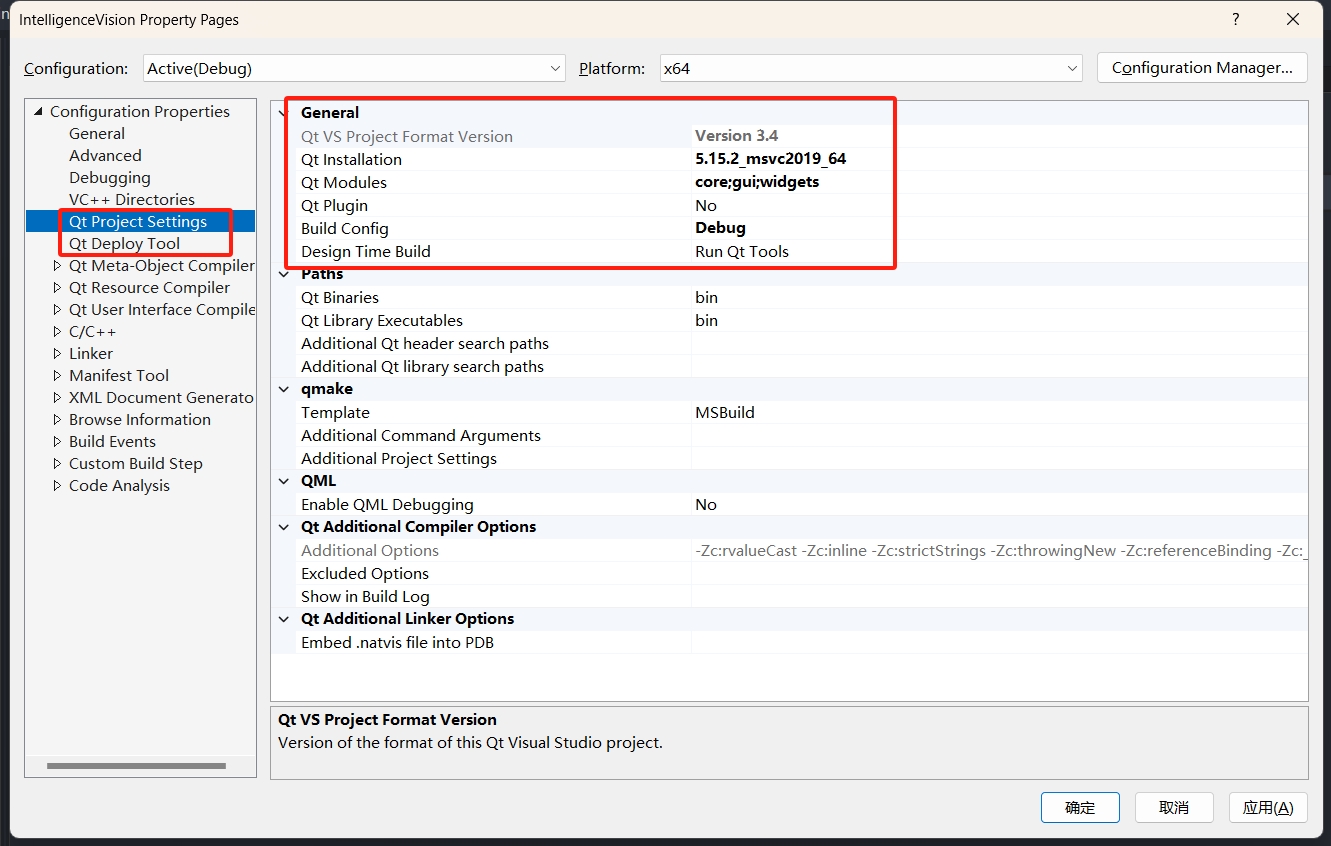 IntelligenceVision Property Pages
?
Configuration: Active(Debug) Platform: x64 Configuration Manager...
Configuration Properties
General
Advanced
Debugging
VC++ Directories
Qt Project Settings
Qt Deploy Tool
Qt Meta-Object Compiler
Qt Resource Compiler
Qt User Interface Compile
C/C++
Linker
Manifest Tool
XML Document Generato
Browse Information
Build Events
Custom Build Step
Code Analysis
General
Qt VS Project Format Version Version 3.4
Qt Installation 5.15.2_msvc2019_64
Qt Modules core;gui;widgets
Qt Plugin No
Build Config Debug
Design Time Build Run Qt Tools
Paths
Qt Binaries bin
Qt Library Executables bin
Additional Qt header search paths
Additional Qt library search paths
qmake
Template MSBuild
Additional Command Arguments
Additional Project Settings
QML
Enable QML Debugging No
Qt Additional Compiler Options
Additional Options -Zc:rvalueCast -Zc:inline -Zc:strictStrings -Zc:throwingNew -Zc:referenceBinding -Zc:_
Excluded Options
Show in Build Log
Qt Additional Linker Options
Embed .natvis file into PDB
Qt VS Project Format Version
Version of the format of this Qt Visual Studio project.
确定 取消 应用(A)